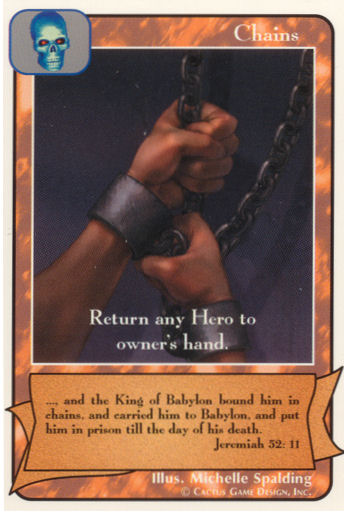 Chains
Return any Hero to
owner's hand.
..., and the King of Babylon bound him in
chains, and carried him to Babylon, and put
him in prison till the day of his death.
Jeremiah 52: 11
Illus. Michelle Spalding
© Cactus Game Design, Inc.